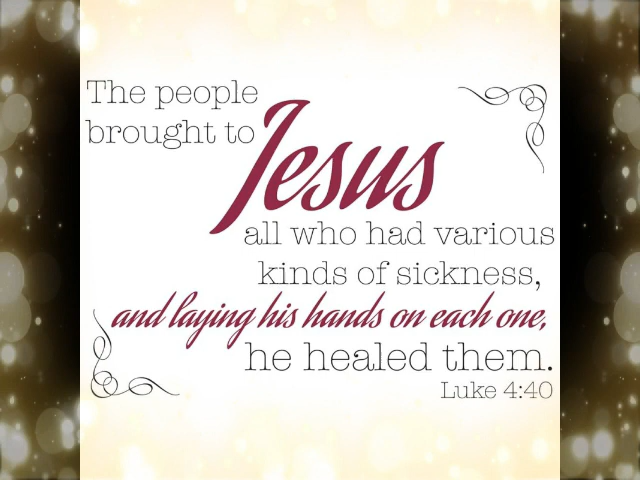 The people
brought to Jesus
all who had various
kinds of sickness,
and laying his hands on each one,
he healed them.
Luke 4:40